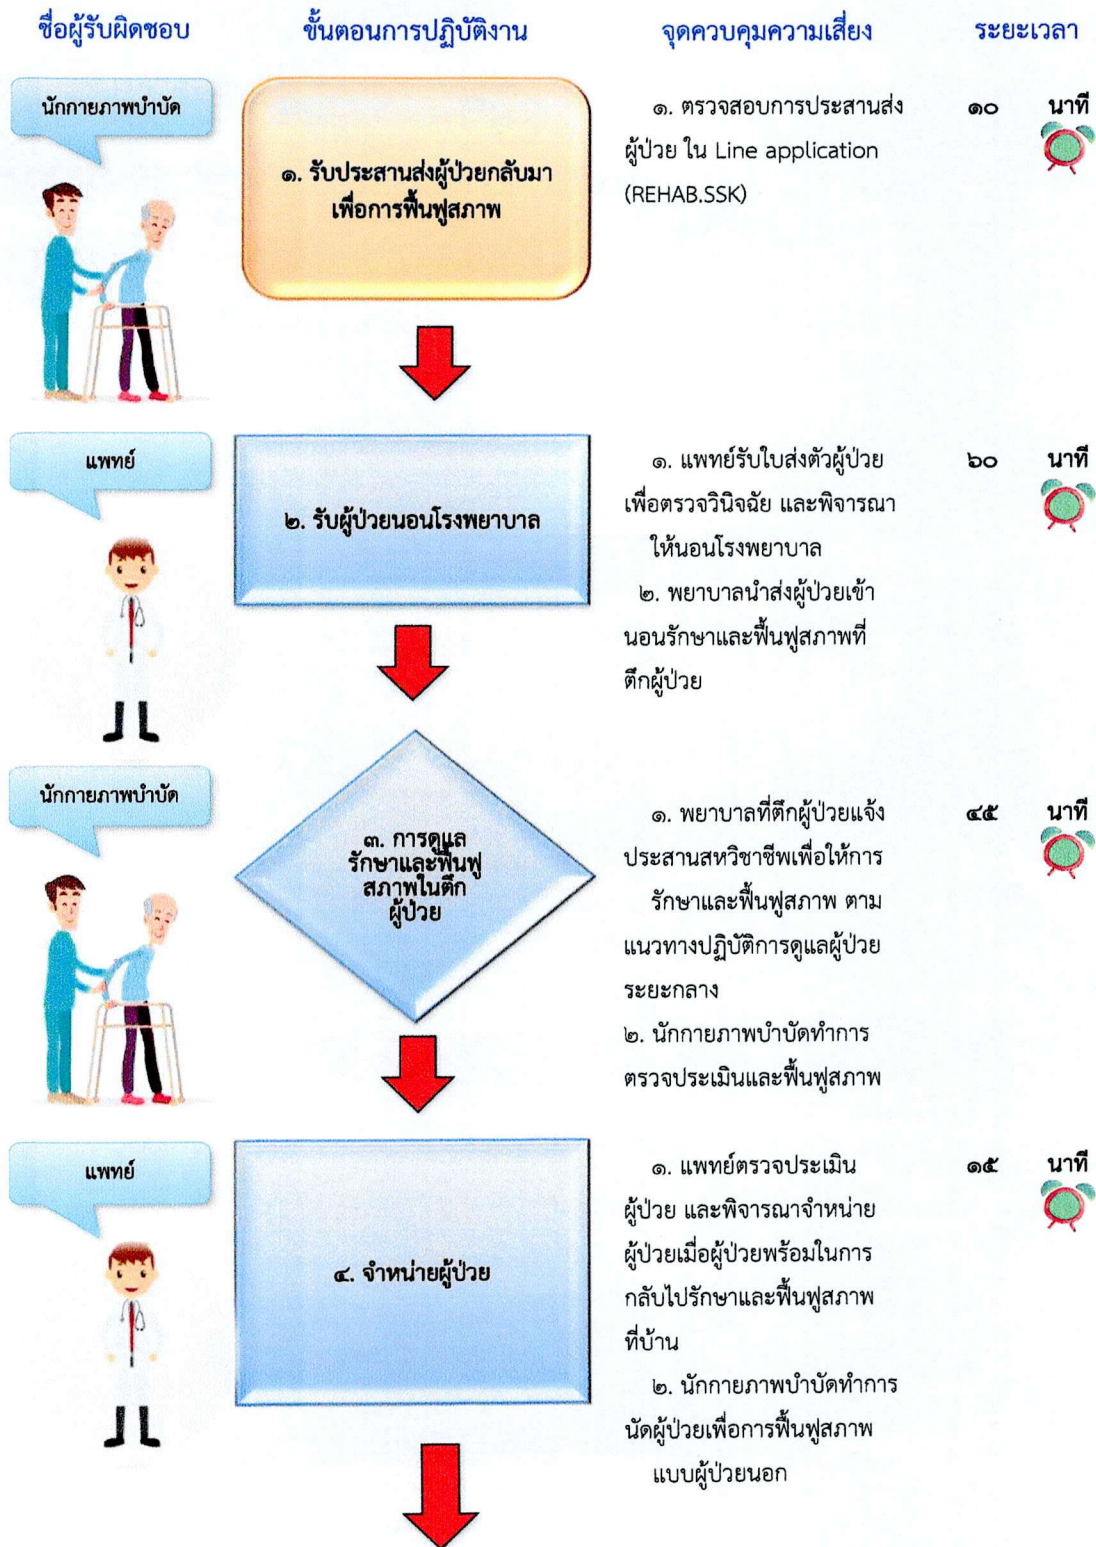 ชื่อผู้รับผิดชอบ ขั้นตอนการปฏิบัติงาน จุดควบคุมความเสี่ยง ระยะเวลา
นักกายภาพบำบัด
๑. รับประสานส่งผู้ป่วยกลับมา
เพื่อการฟื้นฟูสภาพ
๑. ตรวจสอบการประสานส่ง
ผู้ป่วย ใน Line application
(REHAB.SSK)
๑๐ นาที
แพทย์
๒. รับผู้ป่วยนอนโรงพยาบาล
๑. แพทย์รับใบส่งตัวผู้ป่วย
เพื่อตรวจวินิจฉัย และพิจารณา
ให้นอนโรงพยาบาล
๒. พยาบาลนำส่งผู้ป่วยเข้า
นอนรักษาและฟื้นฟูสภาพที่
ตึกผู้ป่วย
๖๐ นาที
นักกายภาพบำบัด
๓. การดูแล
รักษาและฟื้นฟู
สภาพในตึก
ผู้ป่วย
๑. พยาบาลที่ตึกผู้ป่วยแจ้ง
ประสานสหวิชาชีพเพื่อให้การ
รักษาและฟื้นฟูสภาพ ตาม
แนวทางปฏิบัติการดูแลผู้ป่วย
ระยะกลาง
๒. นักกายภาพบำบัดทำการ
ตรวจประเมินและฟื้นฟูสภาพ
๔๕ นาที
แพทย์
๔. จำหน่ายผู้ป่วย
๑. แพทย์ตรวจประเมิน
ผู้ป่วย และพิจารณาจำหน่าย
ผู้ป่วยเมื่อผู้ป่วยพร้อมในการ
กลับไปรักษาและฟื้นฟูสภาพ
ที่บ้าน
๒. นักกายภาพบำบัดทำการ
นัดผู้ป่วยเพื่อการฟื้นฟูสภาพ
แบบผู้ป่วยนอก
๑๕ นาที